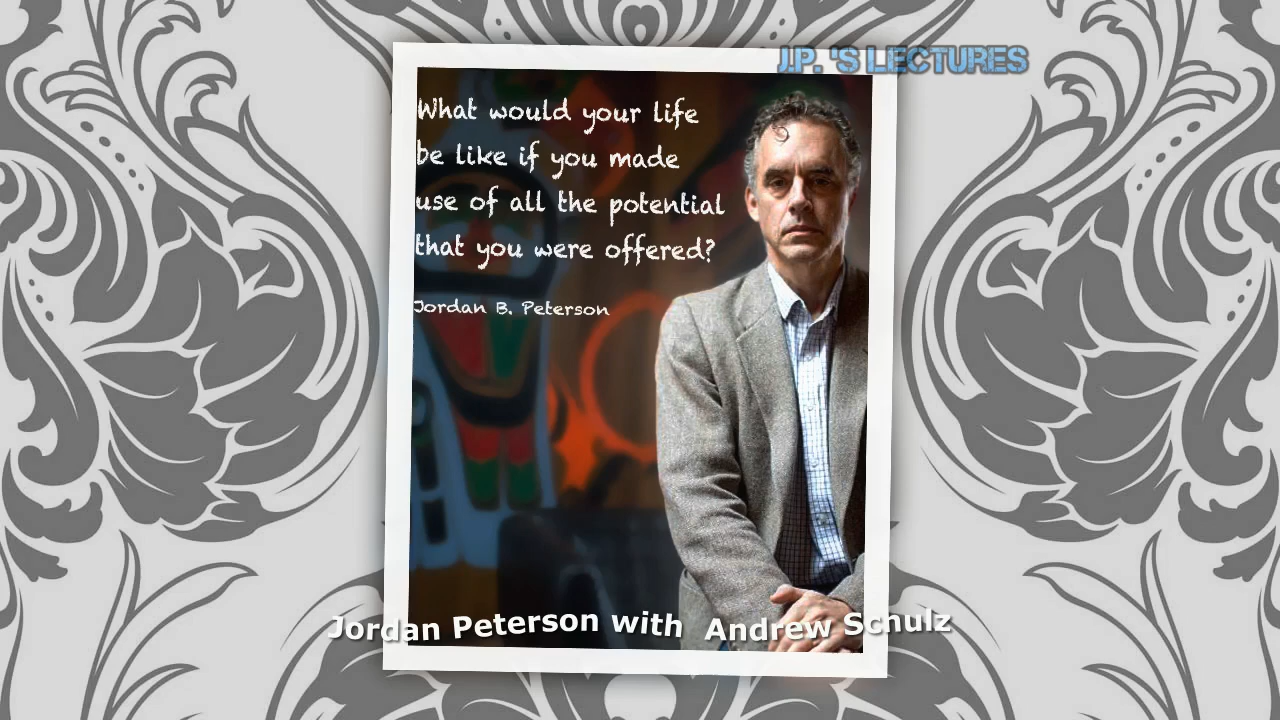 J.P. 'S LECTURES
What would your life
be like if you made
use of all the potential
that you were offered?
Jordan B. Peterson
Jordan Peterson with Andrew Schulz